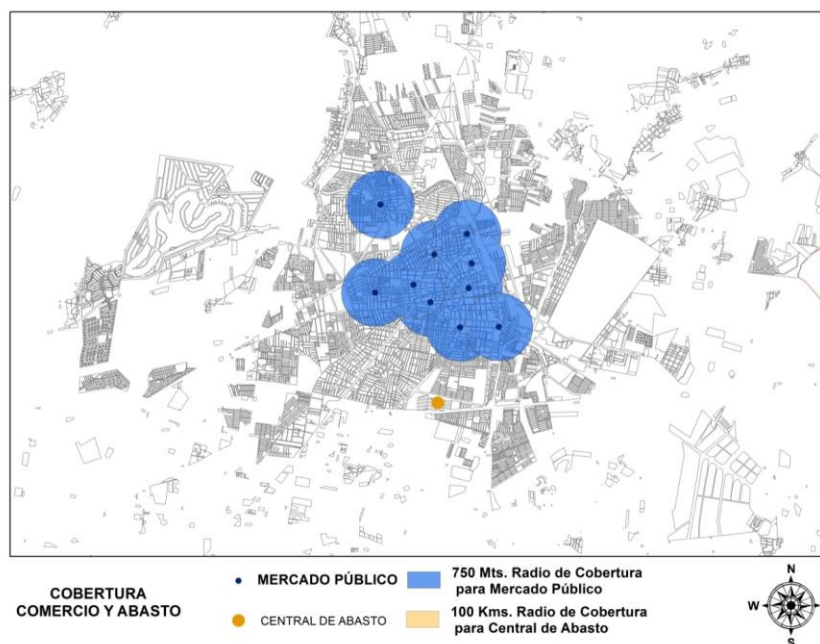 COBERTURA
COMERCIO Y ABASTO
MERCADO PÚBLICO
CENTRAL DE ABASTO
750 Mts. Radio de Cobertura
para Mercado Público
100 Kms. Radio de Cobertura
para Central de Abasto
N
W
E
S